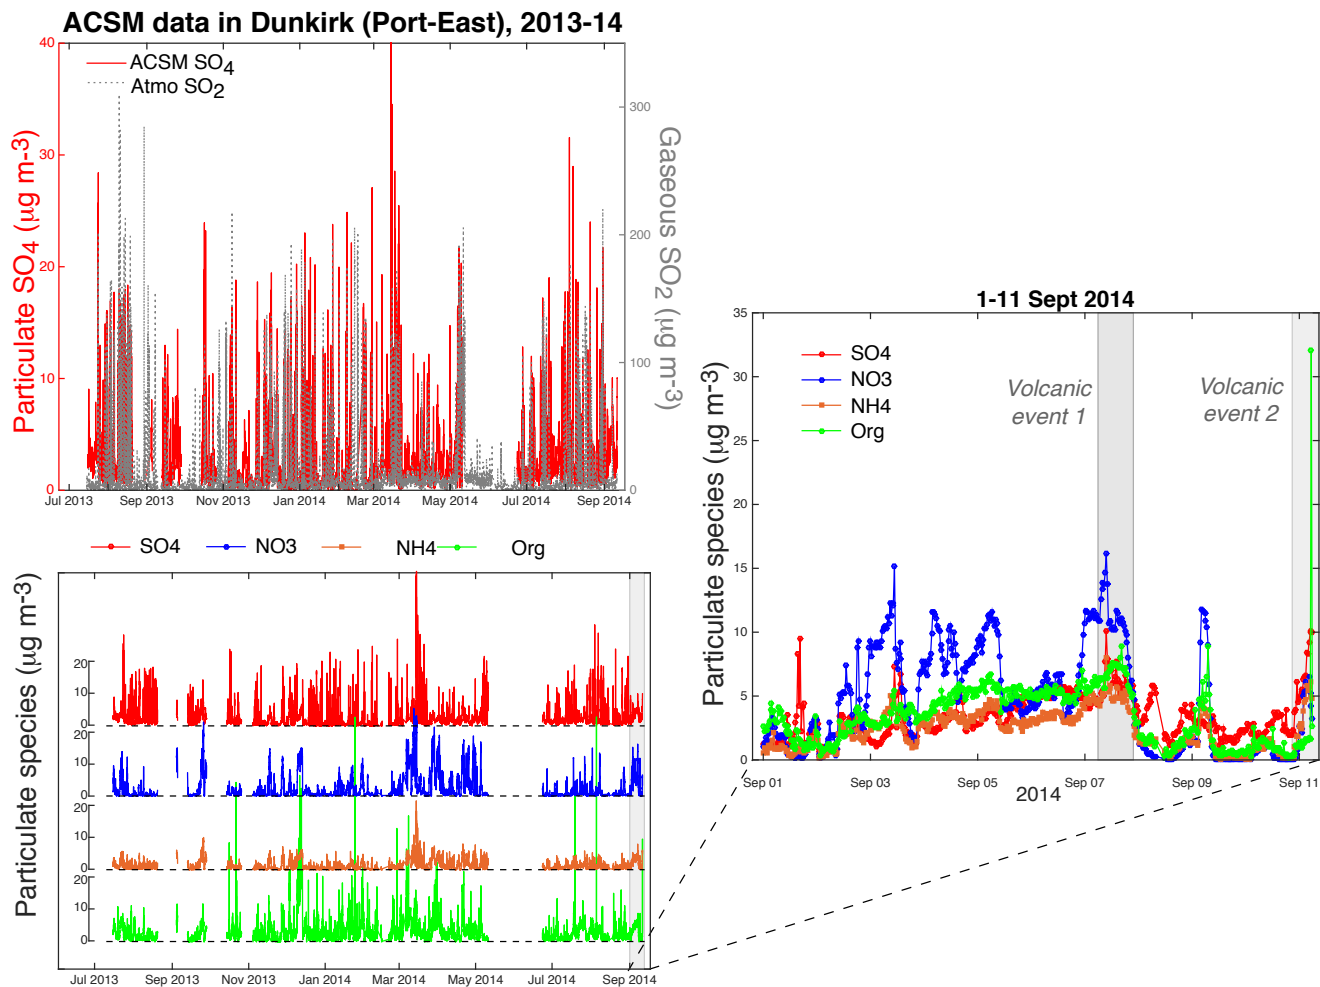 ACSM data in Dunkirk (Port-East), 2013-14
40
30
20
10
0
Particulate SO4 (µg m-3)
ACSM SO4
Atmo SO2
300
200
100
0
Gaseous SO2 (µg m-3)
Jul 2013 Sep 2013 Nov 2013 Jan 2014 Mar 2014 May 2014 Jul 2014 Sep 2014
SO4 NO3 NH4 Org
Particulate species (µg m-3)
20
10
0
20
10
0
20
10
0
20
10
0
Jul 2013 Sep 2013 Nov 2013 Jan 2014 Mar 2014 May 2014 Jul 2014 Sep 2014
1-11 Sept 2014
35
30
25
20
15
10
5
0
Particulate species (µg m-3)
SO4
NO3
NH4
Org
Volcanic
event 1
Volcanic
event 2
Sep 01 Sep 03 Sep 05 Sep 07 Sep 09 Sep 11
2014